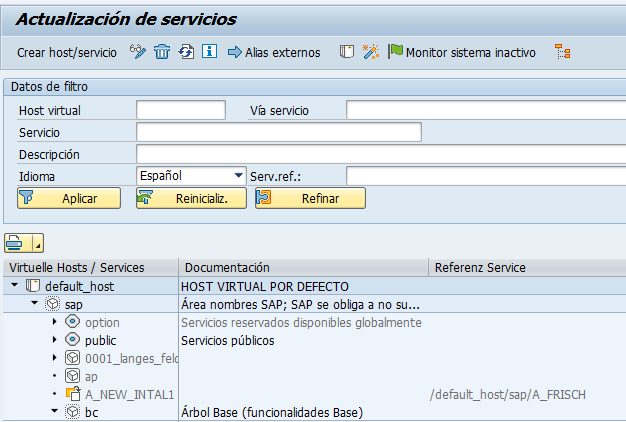 Actualización de servicios
Crear host/servicio Alias externos Monitor sistema inactivo
Datos de filtro
Host virtual Vía servicio
Servicio
Descripción
Idioma Español Serv.ref.:
Aplicar Reinicializ. Refinar
Virtuelle Hosts / Services Documentación Referenz Service
default_host HOST VIRTUAL POR DEFECTO
sap Área nombres SAP; SAP se obliga a no su...
option Servicios reservados disponibles globalmente
public Servicios públicos
0001_langes_feld
ap
A_NEW_INTAL1 /default_host/sap/A_FRISCH
bc Árbol Base (funcionalidades Base)